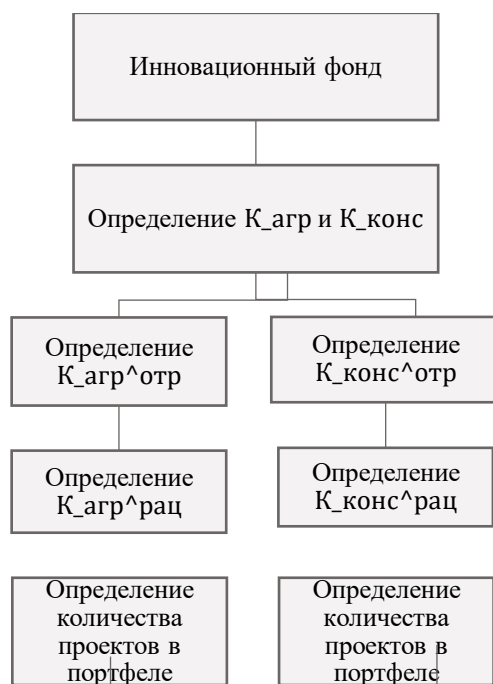 Инновационный фонд
Определение К_агр и К_конс
Определение
К_агр^отр
Определение
К_конс^отр
Определение
К_агр^рац
Определение
К_конс^рац
Определение
количества
проектов в
портфеле
Определение
количества
проектов в
портфеле